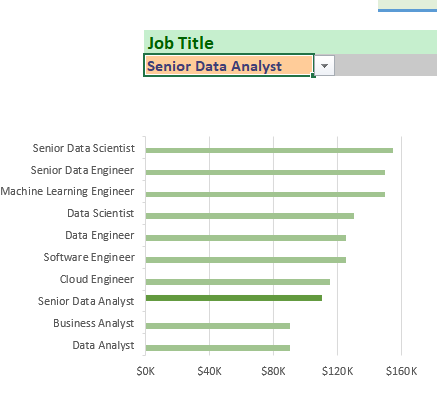 Job Title
Senior Data Analyst
Senior Data Scientist
Senior Data Engineer
Machine Learning Engineer
Data Scientist
Data Engineer
Software Engineer
Cloud Engineer
Senior Data Analyst
Business Analyst
Data Analyst
$0K $40K $80K $120K $160K